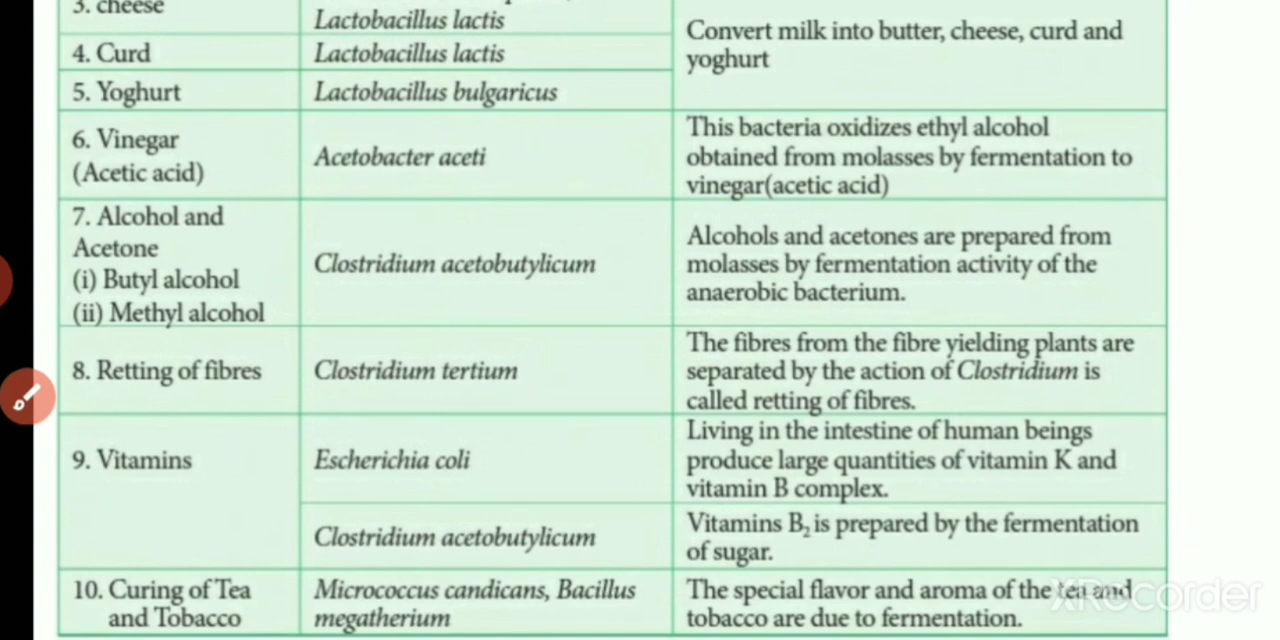 3. cheese
Lactobacillus lactis
Convert milk into butter, cheese, curd and
yoghurt
4. Curd
Lactobacillus lactis
5. Yoghurt
Lactobacillus bulgaricus
6. Vinegar
(Acetic acid)
Acetobacter aceti
This bacteria oxidizes ethyl alcohol
obtained from molasses by fermentation to
vinegar(acetic acid)
7. Alcohol and
Acetone
(i) Butyl alcohol
(ii) Methyl alcohol
Clostridium acetobutylicum
Alcohols and acetones are prepared from
molasses by fermentation activity of the
anaerobic bacterium.
8. Retting of fibres
Clostridium tertium
The fibres from the fibre yielding plants are
separated by the action of Clostridium is
called retting of fibres.
9. Vitamins
Escherichia coli
Living in the intestine of human beings
produce large quantities of vitamin K and
vitamin B complex.
Clostridium acetobutylicum
Vitamins B₂ is prepared by the fermentation
of sugar.
10. Curing of Tea
and Tobacco
Micrococcus candicans, Bacillus
megatherium
The special flavor and aroma of the tea and
tobacco are due to fermentation.
XRecorder